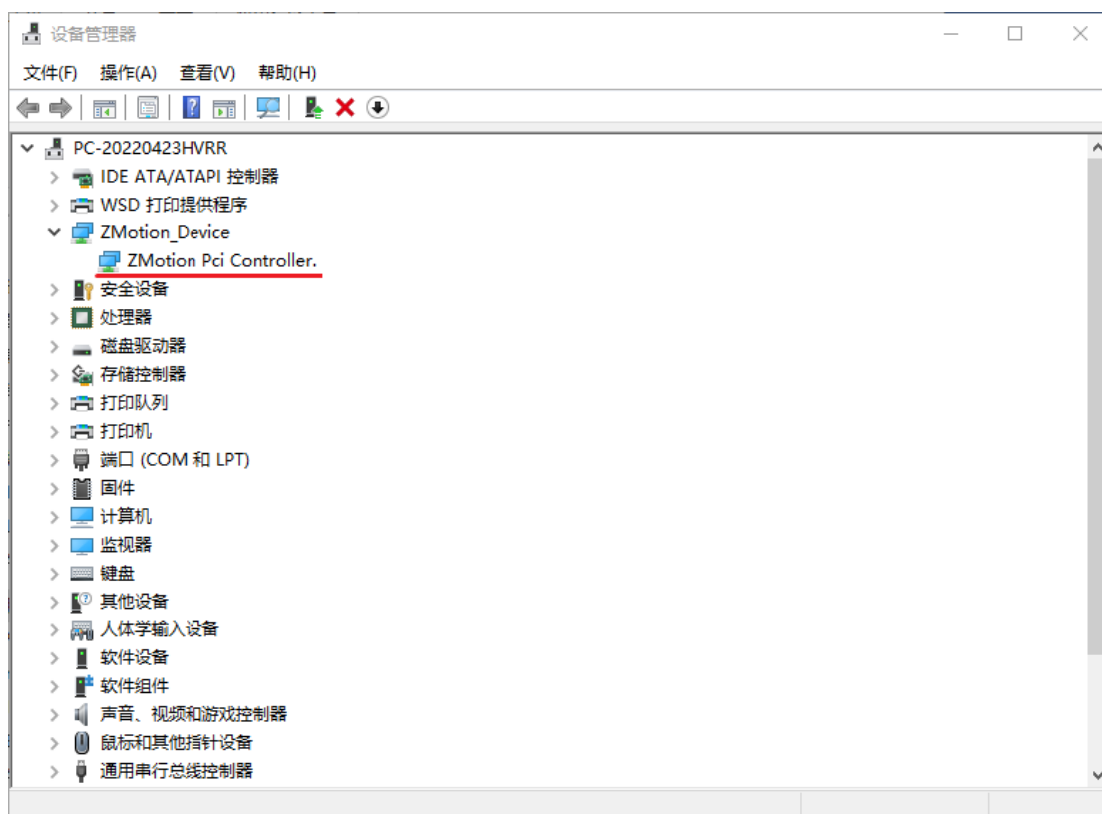 设备管理器
文件(F) 操作(A) 查看(V) 帮助(H)
PC-20220423HVRR
IDE ATA/ATAPI 控制器
WSD 打印提供程序
ZMotion_Device
ZMotion Pci Controller.
安全设备
处理器
磁盘驱动器
存储控制器
打印队列
打印机
端口 (COM 和 LPT)
固件
计算机
监视器
键盘
其他设备
人体学输入设备
软件设备
软件组件
声音、视频和游戏控制器
鼠标和其他指针设备
通用串行总线控制器